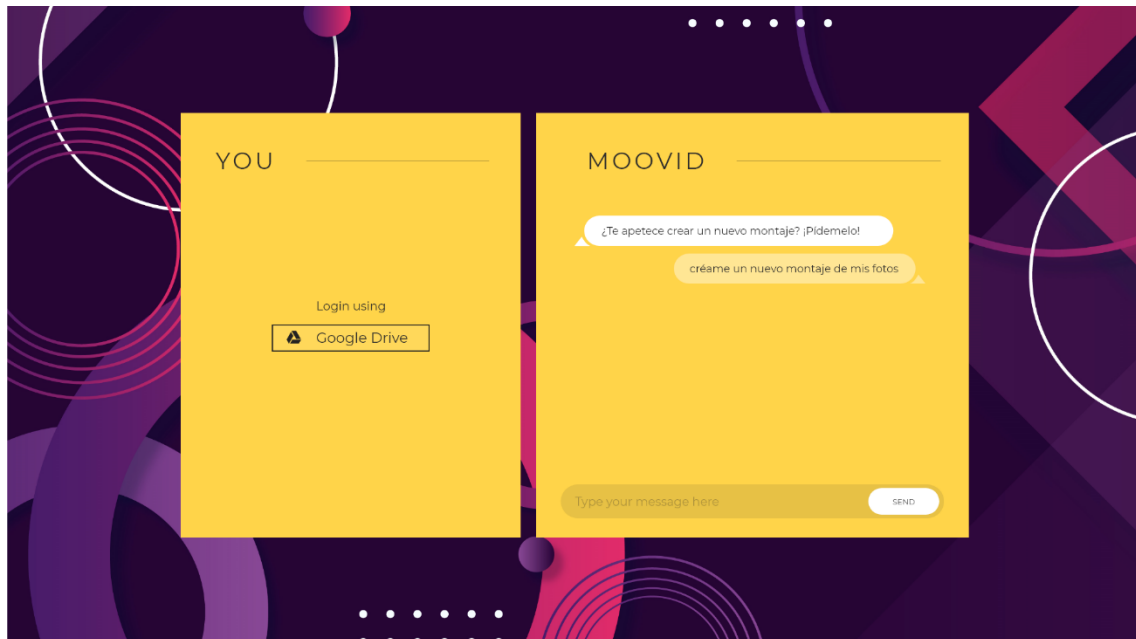 YOU
Login using
Google Drive
MOOVID
¿Te apetece crear un nuevo montaje? ¡Pídemelo!
créame un nuevo montaje de mis fotos
Type your message here
SEND